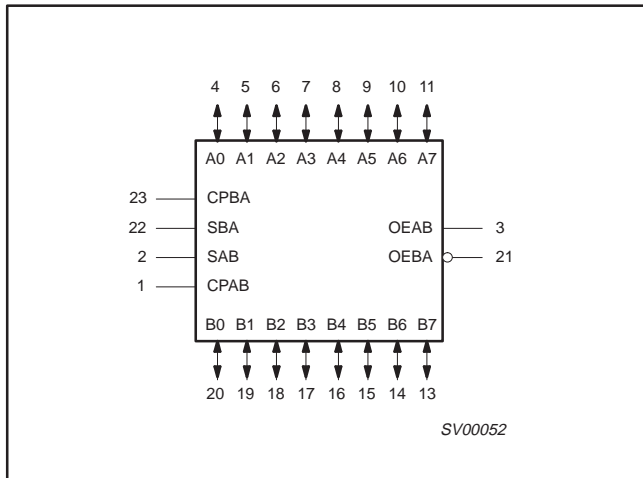 4 5 6 7 8 9 10 11
A0 A1 A2 A3 A4 A5 A6 A7
23 CPBA
22 SBA OEAB 3
2 SAB OEBA 21
1 CPAB
B0 B1 B2 B3 B4 B5 B6 B7
20 19 18 17 16 15 14 13
SV00052